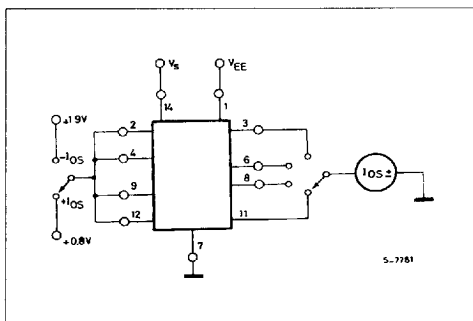 Vs VEE
14 1
+1.9V 2 3
-IOS 4 6
8
+IOS 9 IOS ±
12 11
+0.8V 7
S-7781